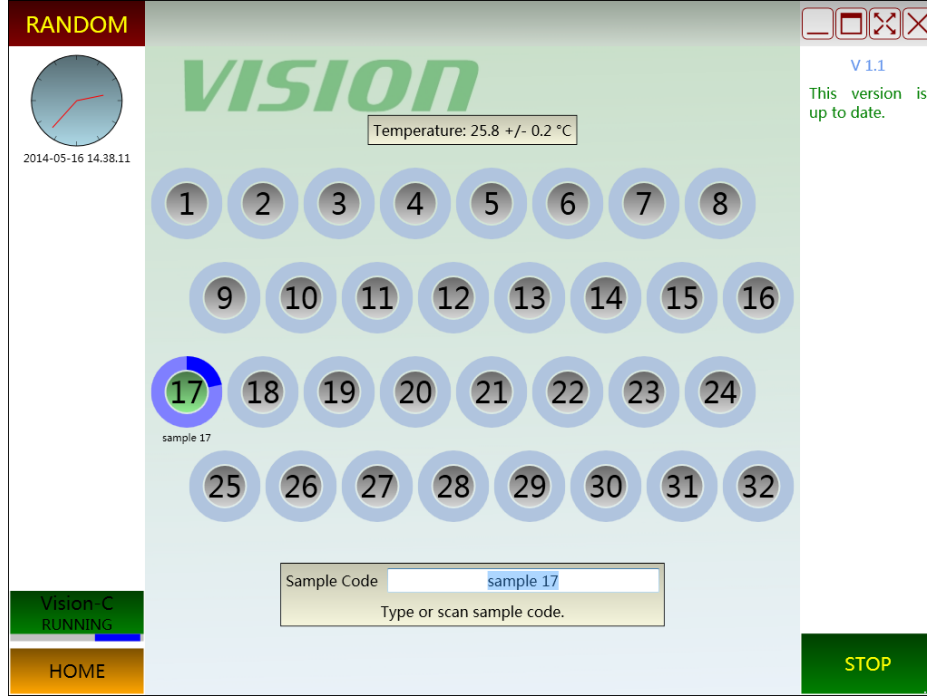 RANDOM
V 1.1
This version is
up to date.
VISION
Temperature: 25.8 +/- 0.2 °C
2014-05-16 14.38.11
1 2 3 4 5 6 7 8
9 10 11 12 13 14 15 16
17 18 19 20 21 22 23 24
sample 17
25 26 27 28 29 30 31 32
Sample Code sample 17
Type or scan sample code.
Vision-C
RUNNING
HOME
STOP